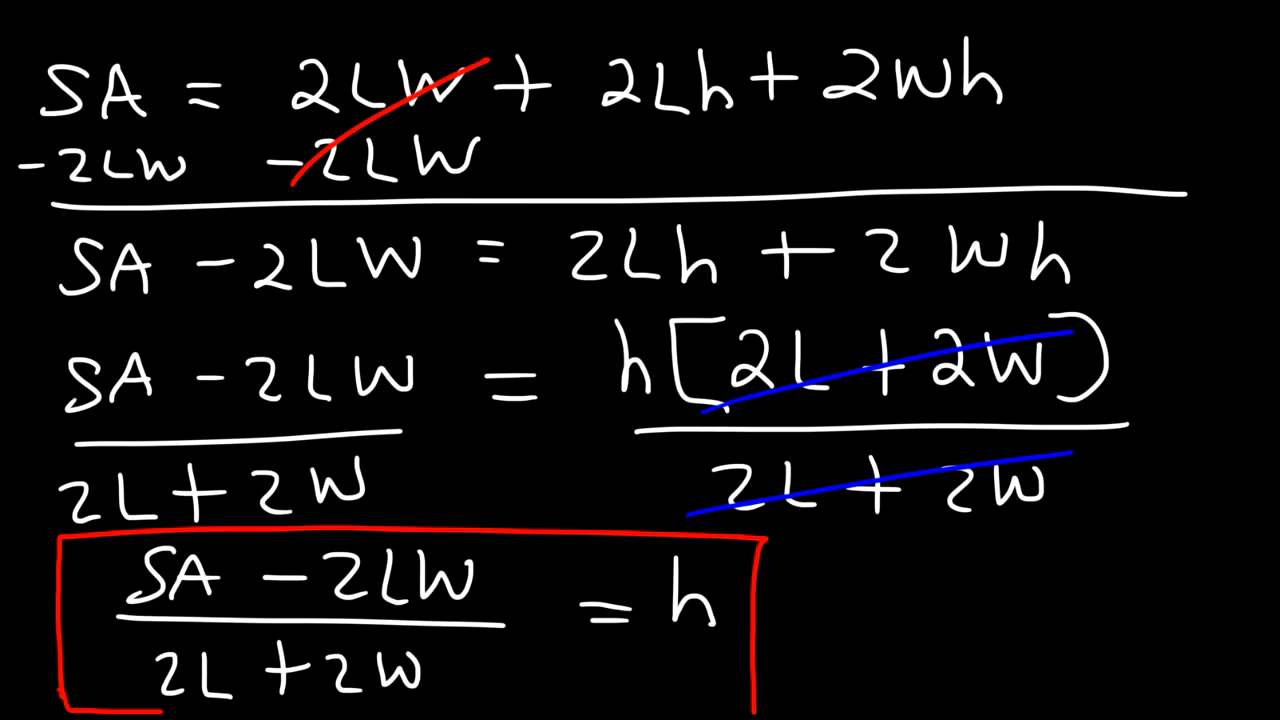 SA = 2LW + 2Lh + 2Wh
-2LW -2LW
SA - 2LW = 2Lh + 2Wh
SA - 2LW = h[2L + 2W)
2L + 2W 2L + 2W
SA - 2LW = h
2L + 2W